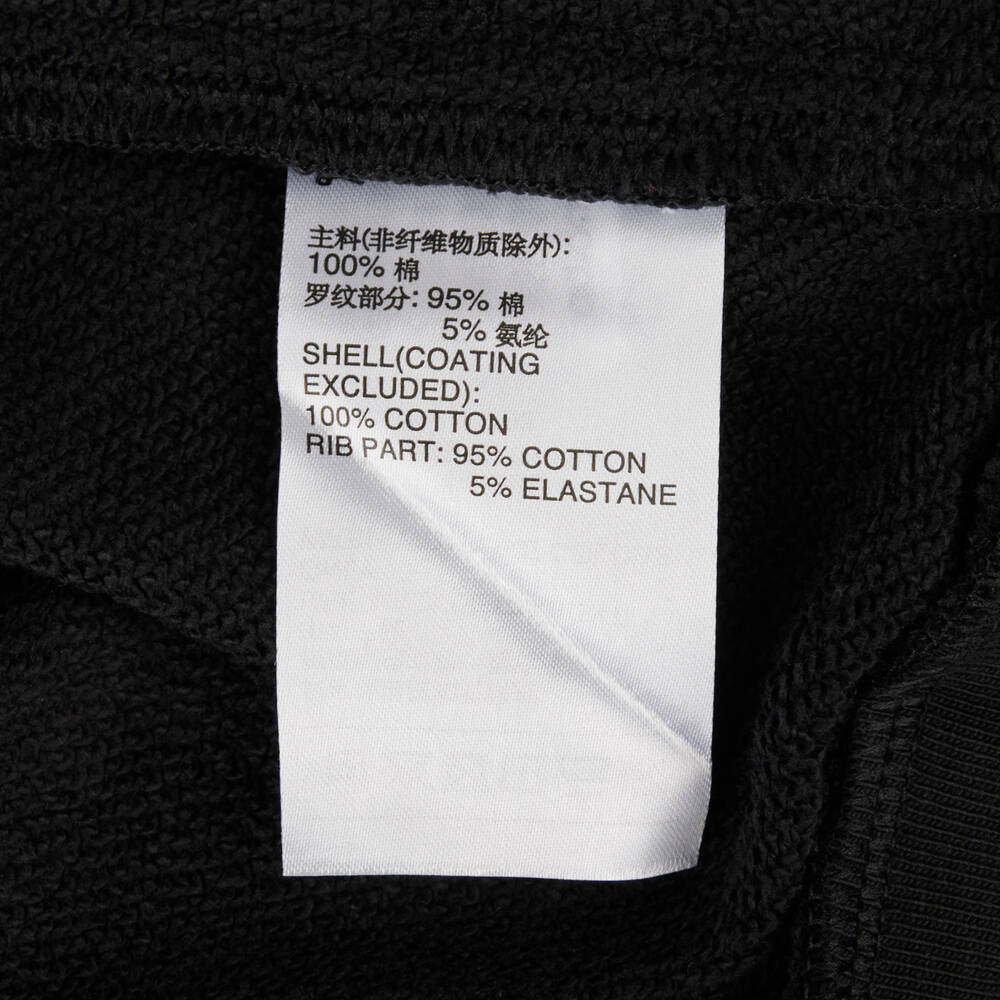 主料(非纤维物质除外):
100% 棉
罗纹部分: 95% 棉
5% 氨纶
SHELL(COATING
EXCLUDED):
100% COTTON
RIB PART: 95% COTTON
5% ELASTANE